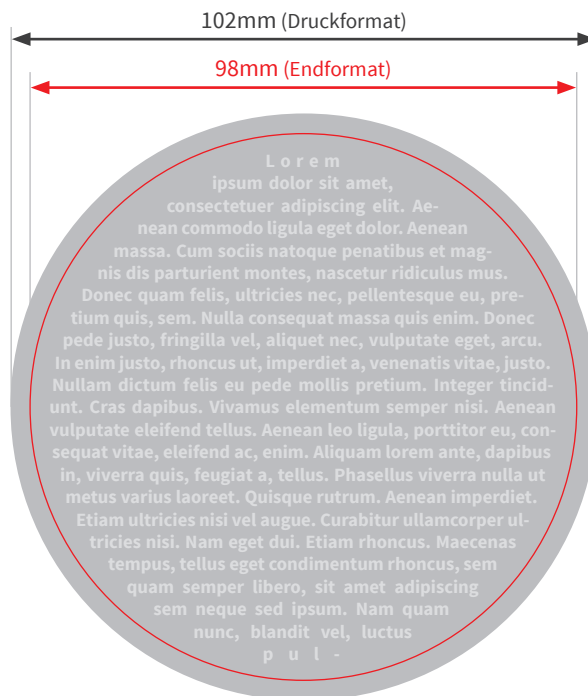 102mm (Druckformat)
98mm (Endformat)
Lorem
ipsum dolor sit amet,
consectetuer adipiscing elit. Ae-
nean commodo ligula eget dolor. Aenean
massa. Cum sociis natoque penatibus et mag-
nis dis parturient montes, nascetur ridiculus mus.
Donec quam felis, ultricies nec, pellentesque eu, pre-
tium quis, sem. Nulla consequat massa quis enim. Donec
pede justo, fringilla vel, aliquet nec, vulputate eget, arcu.
In enim justo, rhoncus ut, imperdiet a, venenatis vitae, justo.
Nullam dictum felis eu pede mollis pretium. Integer tincid-
unt. Cras dapibus. Vivamus elementum semper nisi. Aenean
vulputate eleifend tellus. Aenean leo ligula, porttitor eu, con-
sequat vitae, eleifend ac, enim. Aliquam lorem ante, dapibus
in, viverra quis, feugiat a, tellus. Phasellus viverra nulla ut
metus varius laoreet. Quisque rutrum. Aenean imperdiet.
Etiam ultricies nisi vel augue. Curabitur ullamcorper ul-
tricies nisi. Nam eget dui. Etiam rhoncus. Maecenas
tempus, tellus eget condimentum rhoncus, sem
quam semper libero, sit amet adipiscing
sem neque sed ipsum. Nam quam
nunc, blandit vel, luctus
pul-